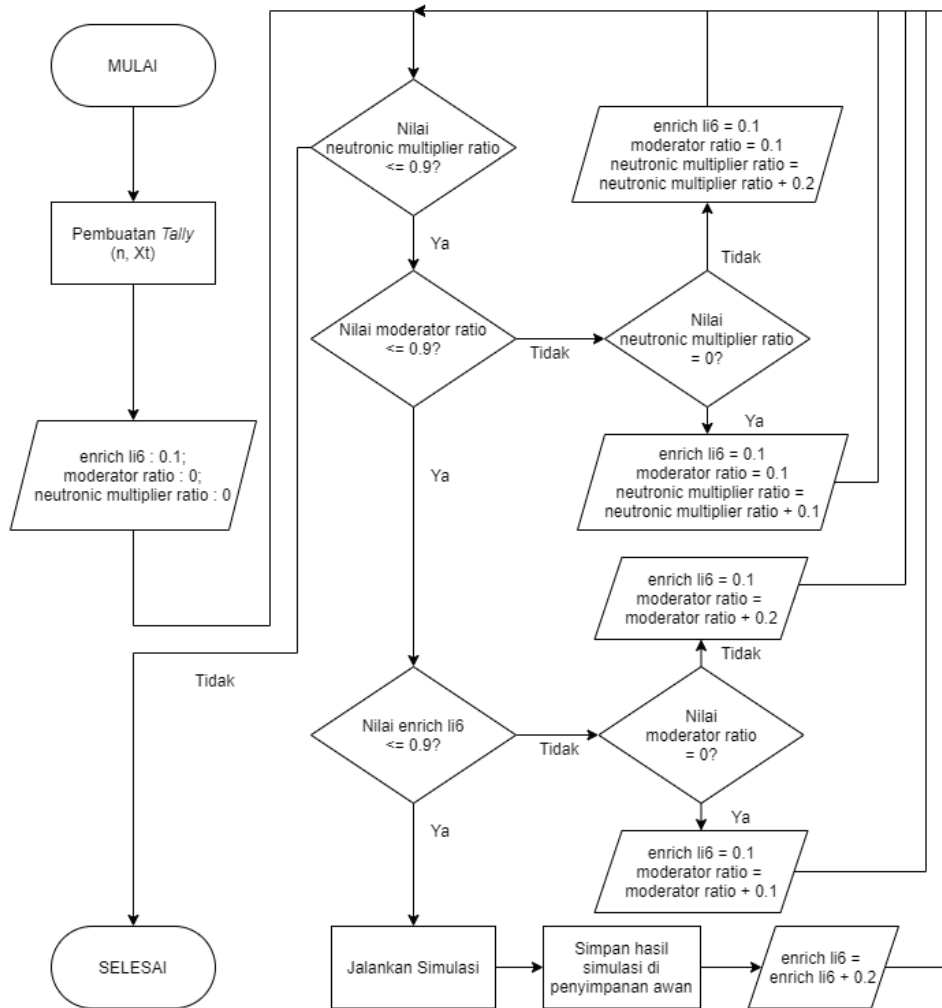 MULAI
Pembuatan Tally
(n, Xt)
enrich li6 : 0.1;
moderator ratio : 0;
neutronic multiplier ratio : 0
Nilai
neutronic multiplier ratio
<= 0.9?
Tidak
Ya
Nilai moderator ratio
<= 0.9?
Tidak
Nilai
neutronic multiplier ratio
= 0?
Tidak
enrich li6 = 0.1
moderator ratio = 0.1
neutronic multiplier ratio =
neutronic multiplier ratio + 0.2
Ya
enrich li6 = 0.1
moderator ratio = 0.1
neutronic multiplier ratio =
neutronic multiplier ratio + 0.1
Ya
Nilai enrich li6
<= 0.9?
Tidak
Nilai
moderator ratio
= 0?
Tidak
enrich li6 = 0.1
moderator ratio =
moderator ratio + 0.2
Ya
enrich li6 = 0.1
moderator ratio =
moderator ratio + 0.1
Ya
Jalankan Simulasi
Simpan hasil
simulasi di
penyimpanan awan
enrich li6 =
enrich li6 + 0.2
SELESAI